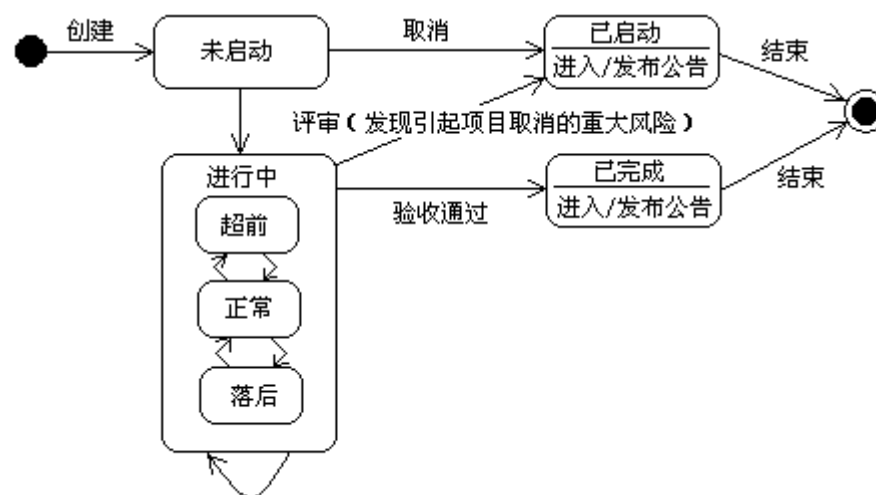 创建
未启动
取消
已启动
进入/发布公告
结束
评审(发现引起项目取消的重大风险)
进行中
超前
正常
落后
验收通过
已完成
进入/发布公告
结束